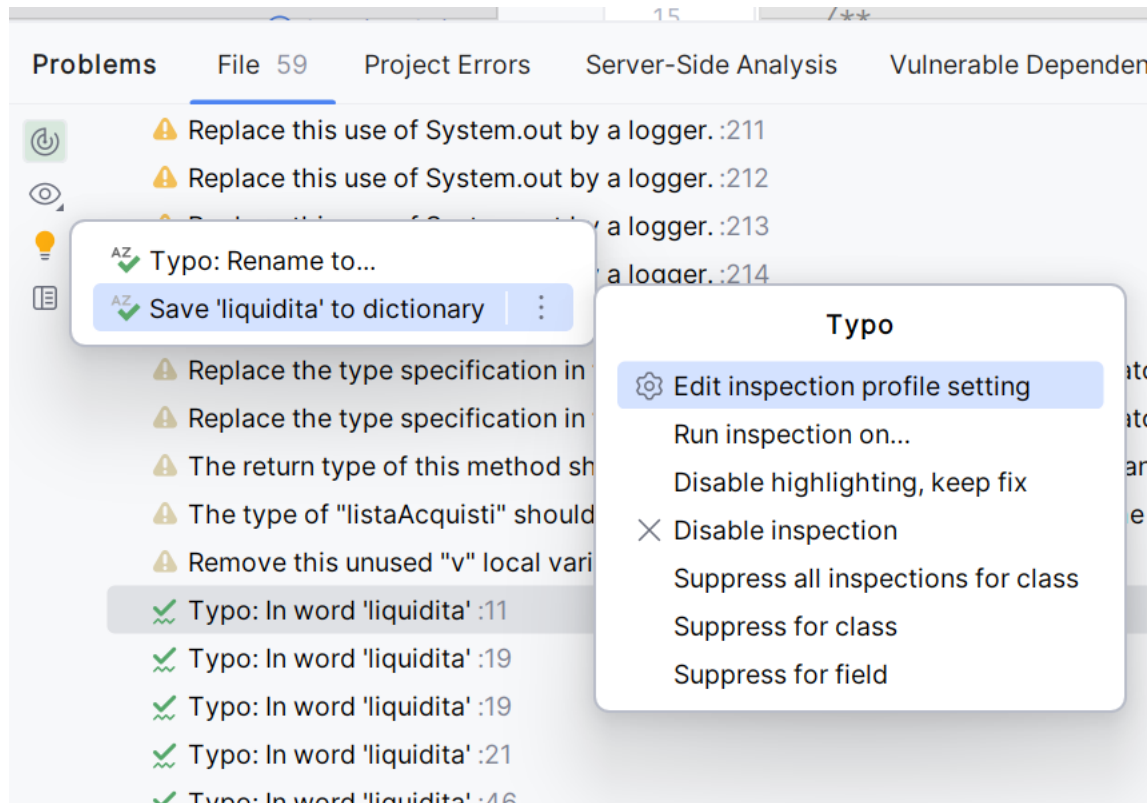 15
/**
Problems File 59 Project Errors Server-Side Analysis Vulnerable Dependen
Replace this use of System.out by a logger. :211
Replace this use of System.out by a logger. :212
a logger. :213
a logger. :214
Typo: Rename to...
Save 'liquidita' to dictionary
Typo
Edit inspection profile setting
Run inspection on...
Disable highlighting, keep fix
Disable inspection
Suppress all inspections for class
Suppress for class
Suppress for field
Replace the type specification in
Replace the type specification in
The return type of this method sh
The type of "listaAcquisti" should
Remove this unused "v" local vari
Typo: In word 'liquidita' :11
Typo: In word 'liquidita' :19
Typo: In word 'liquidita' :19
Typo: In word 'liquidita' :21
Typo: In word 'liquidita' :46